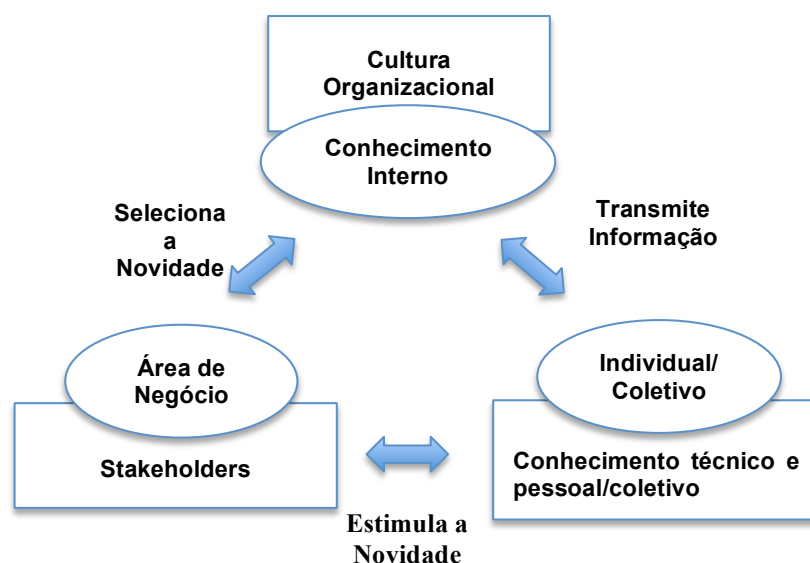 Cultura
Organizacional
Conhecimento
Interno
Seleciona
a
Novidade
Transmite
Informação
Área de
Negócio
Stakeholders
Individual/
Coletivo
Conhecimento técnico e
pessoal/coletivo
Estimula a
Novidade